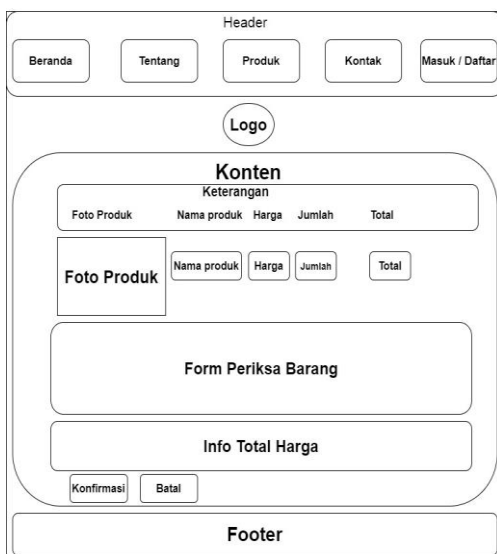 Header
Beranda Tentang Produk Kontak Masuk / Daftar
Logo
Konten
Keterangan
Foto Produk Nama produk Harga Jumlah Total
Foto Produk Nama produk Harga Jumlah Total
Form Periksa Barang
Info Total Harga
Konfirmasi Batal
Footer